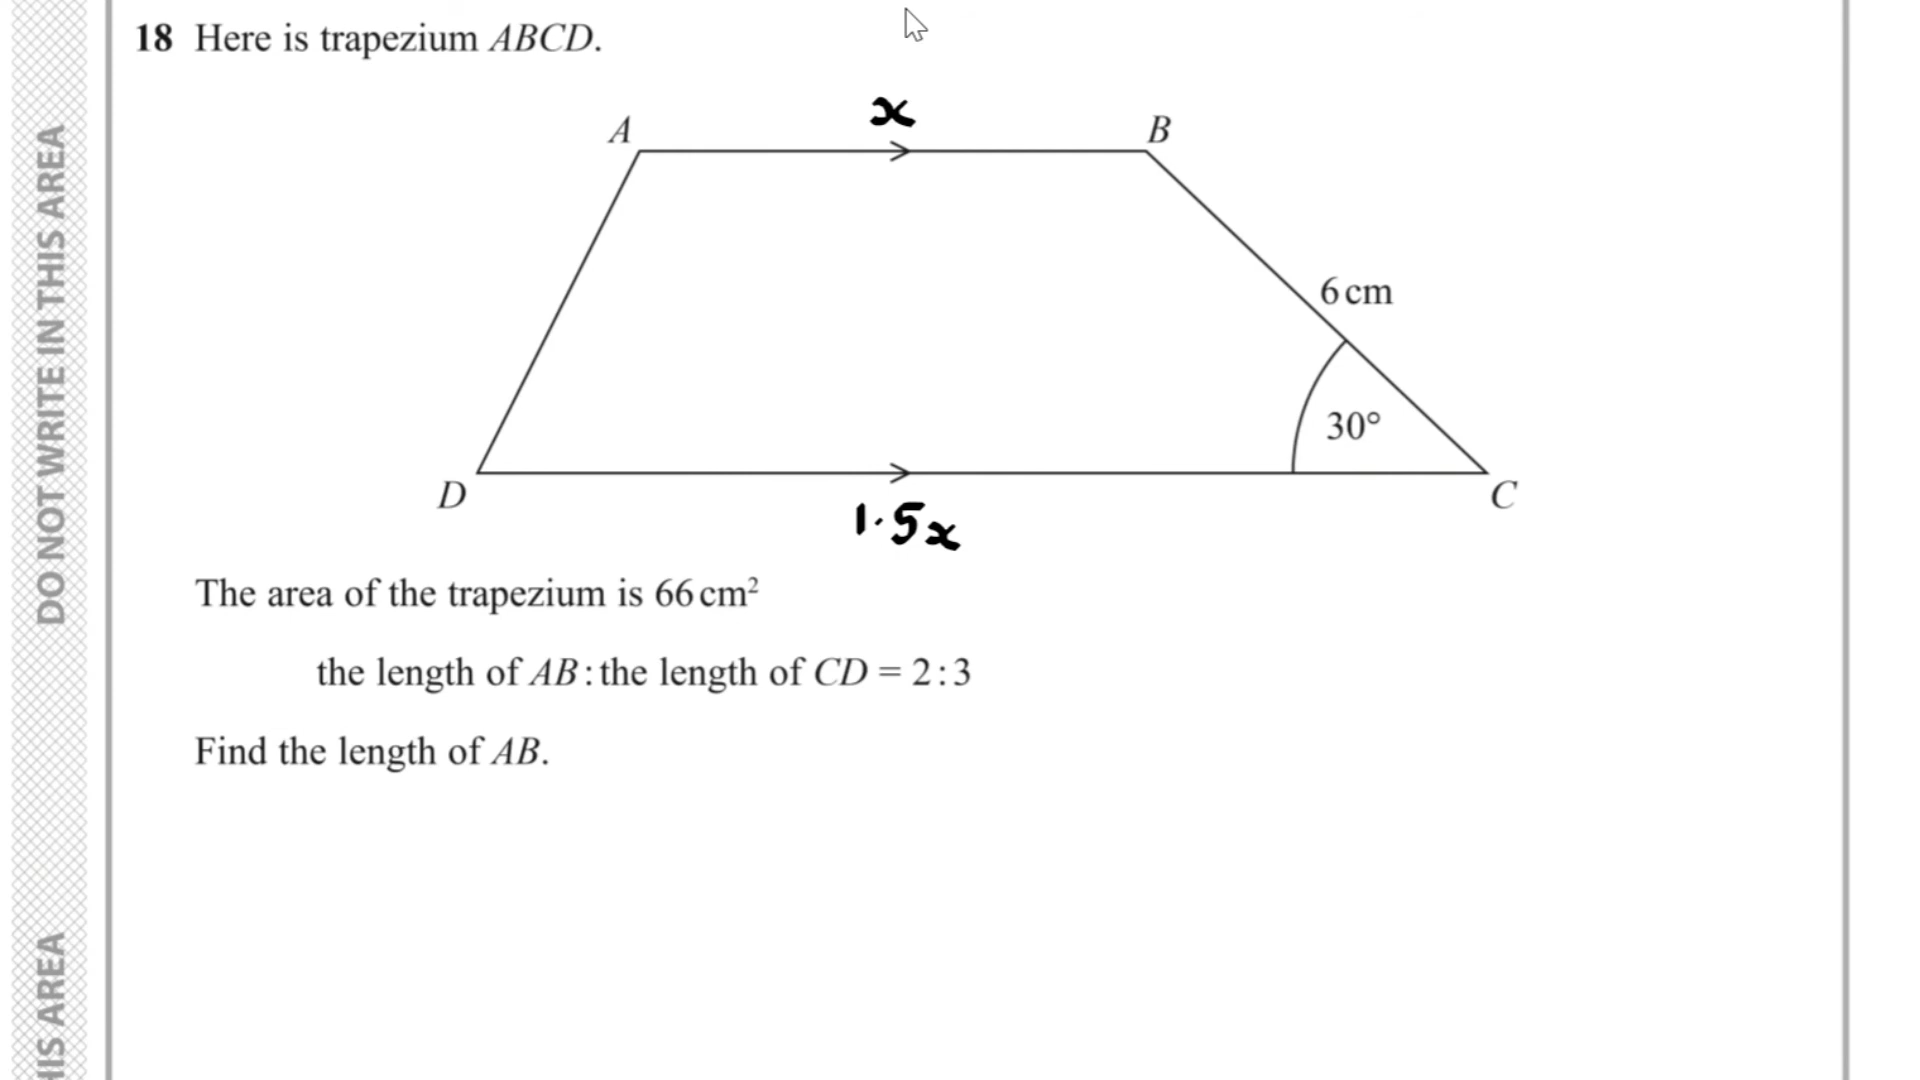 18 Here is trapezium ABCD.
x
A
B
6 cm
30°
D
C
1.5x
The area of the trapezium is 66 cm²
the length of AB : the length of CD = 2 : 3
Find the length of AB.
DO NOT WRITE IN THIS AREA
HIS AREA